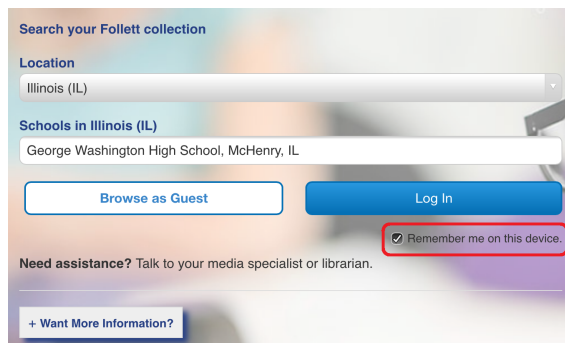 Search your Follett collection
Location
Illinois (IL)
Schools in Illinois (IL)
George Washington High School, McHenry, IL
Browse as Guest
Log In
Remember me on this device.
Need assistance? Talk to your media specialist or librarian.
+ Want More Information?